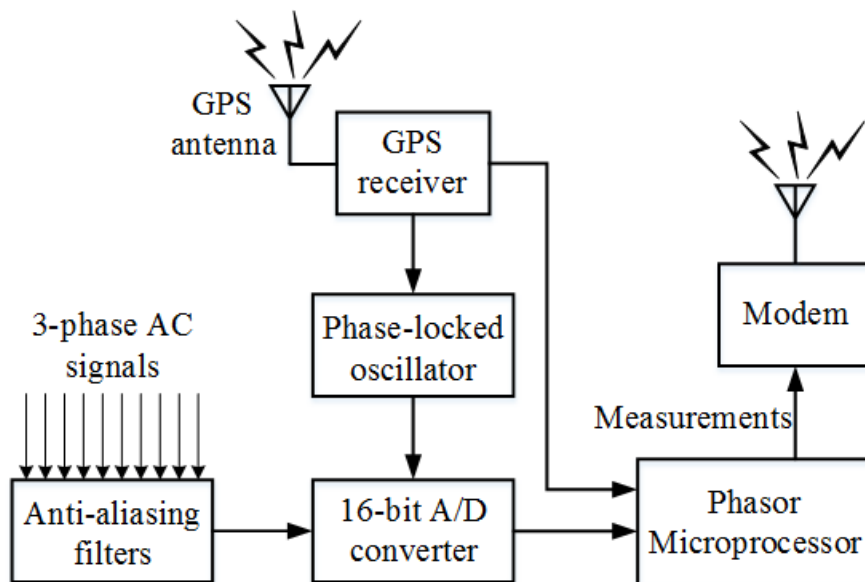 GPS
antenna
GPS
receiver
3-phase AC
signals
Phase-locked
oscillator
Modem
Measurements
Anti-aliasing
filters
16-bit A/D
converter
Phasor
Microprocessor